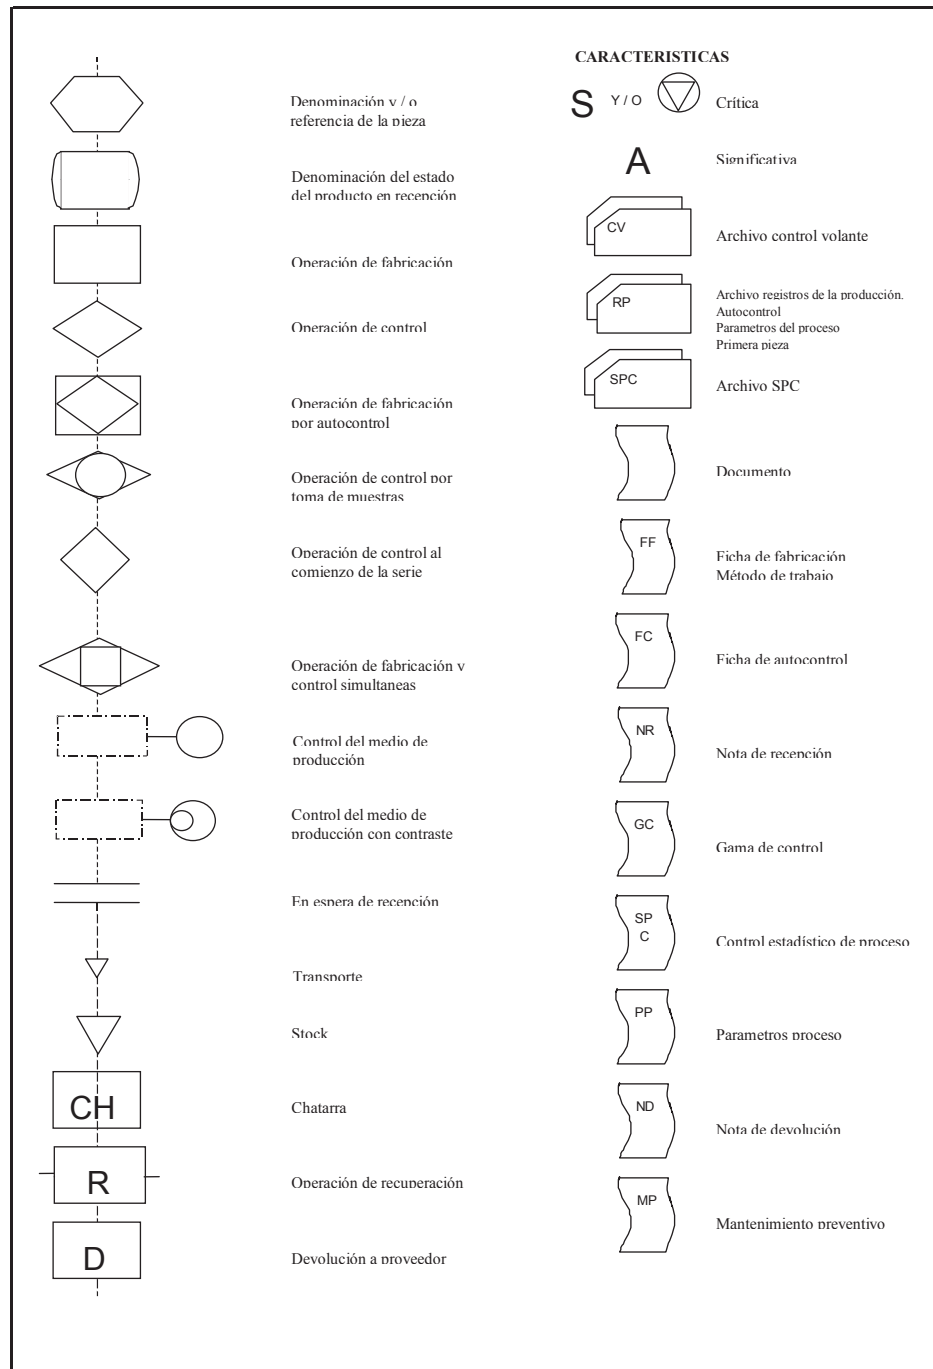 Denominación y / o
referencia de la pieza
Denominación del estado
del producto en recepción
Operación de fabricación
Operación de control
Operación de fabricación
por autocontrol
Operación de control por
toma de muestras
Operación de control al
comienzo de la serie
Operación de fabricación y
control simultaneas
Control del medio de
producción
Control del medio de
producción con contraste
En espera de recepción
Transporte
Stock
CH
Chatarra
R
Operación de recuperación
D
Devolución a proveedor
CARACTERISTICAS
S Y / O
Crítica
A
Significativa
CV
Archivo control volante
RP
Archivo registros de la producción.
Autocontrol
Parametros del proceso
Primera pieza
SPC
Archivo SPC
Documento
FF
Ficha de fabricación
Método de trabajo
FC
Ficha de autocontrol
NR
Nota de recepción
GC
Gama de control
SP
C
Control estadístico de proceso
PP
Parametros proceso
ND
Nota de devolución
MP
Mantenimiento preventivo